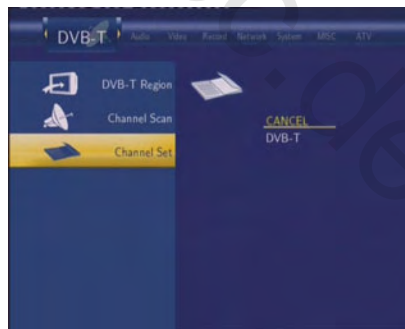 DVB-T Audio Video Record Network System MISC ATV
DVB-T Region
Channel Scan
Channel Set
CANCEL
DVB-T